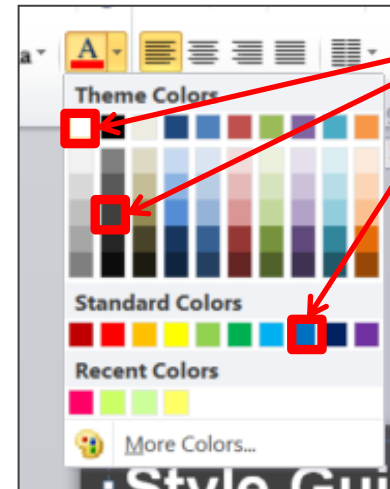 a
A
Theme Colors
Standard Colors
Recent Colors
More Colors...
Style Gui